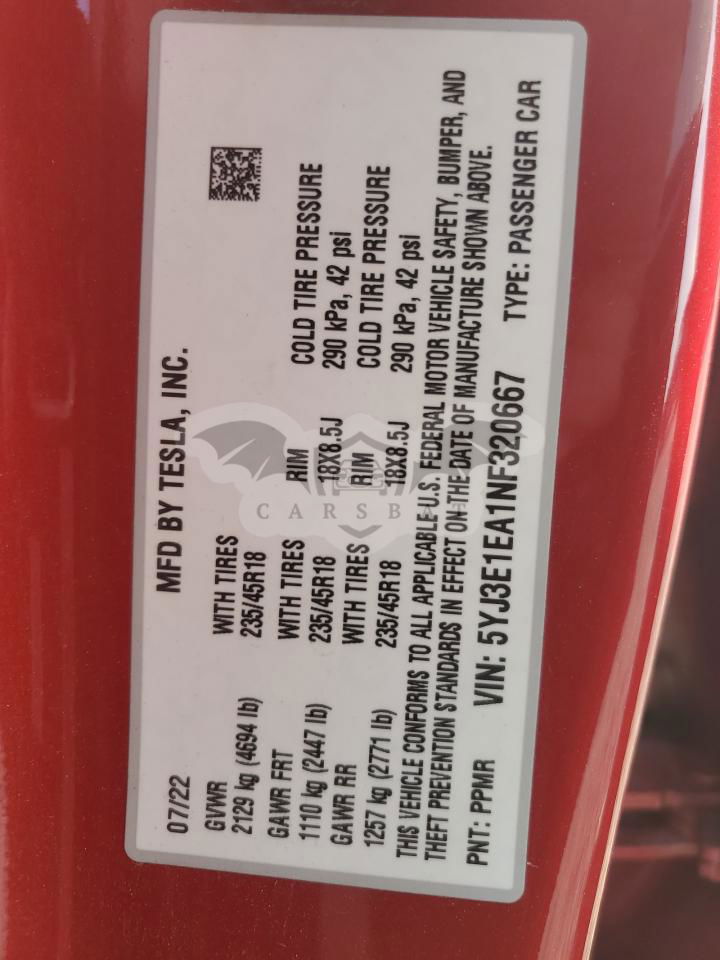 MFD BY TESLA, INC.
07/22
GVWR WITH TIRES
2129 kg (4694 lb) 235/45R18
GAWR FRT WITH TIRES RIM COLD TIRE PRESSURE
1110 kg (2447 lb) 235/45R18 18X8.5J 290 kPa, 42 psi
GAWR RR WITH TIRES RIM COLD TIRE PRESSURE
1257 kg (2771 lb) 235/45R18 18X8.5J 290 kPa, 42 psi
THIS VEHICLE CONFORMS TO ALL APPLICABLE U.S. FEDERAL MOTOR VEHICLE SAFETY, BUMPER, AND
THEFT PREVENTION STANDARDS IN EFFECT ON THE DATE OF MANUFACTURE SHOWN ABOVE.
PNT: PPMR VIN: 5YJ3E1EA1NF320667 TYPE: PASSENGER CAR